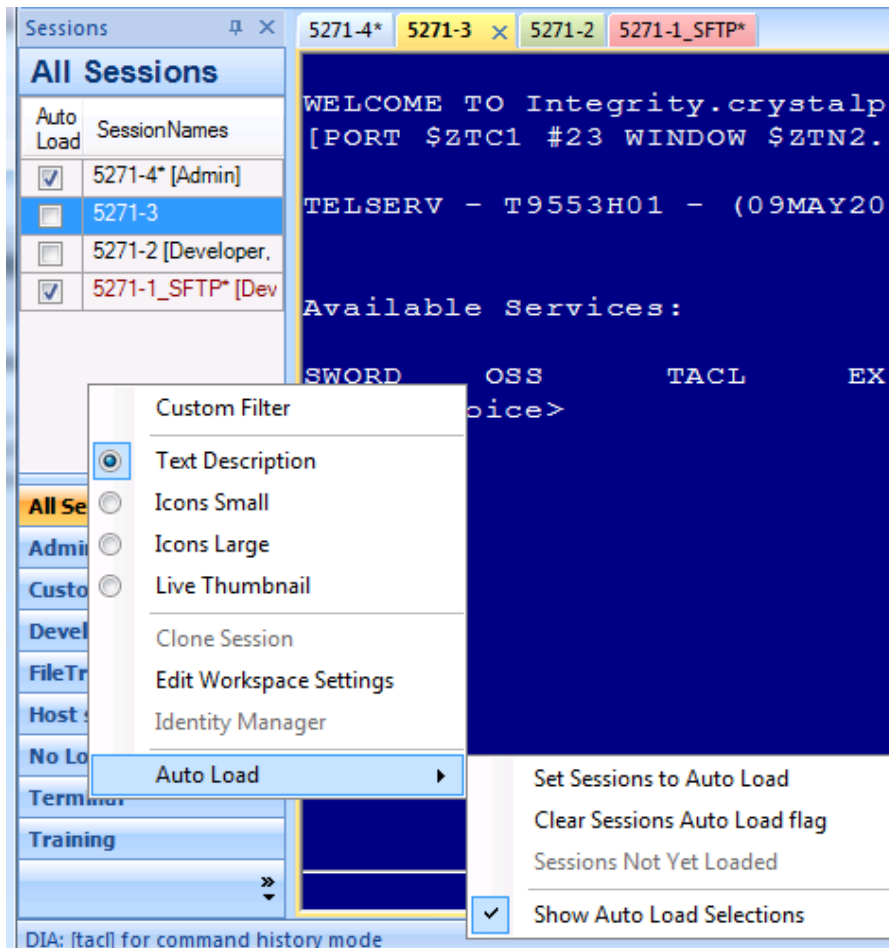 Sessions
All Sessions
Auto Load
SessionNames
5271-4* [Admin]
5271-3
5271-2 [Developer,
5271-1_SFTP* [Dev
5271-4* 5271-3 5271-2 5271-1_SFTP*
WELCOME TO Integrity.crystalp
[PORT $ZTC1 #23 WINDOW $ZTN2.
TELSERV - T9553H01 - (09MAY20
Available Services:
SWORD OSS TACL EX
oice>
Custom Filter
Text Description
Icons Small
Icons Large
Live Thumbnail
Clone Session
Edit Workspace Settings
Identity Manager
Auto Load
Set Sessions to Auto Load
Clear Sessions Auto Load flag
Sessions Not Yet Loaded
Show Auto Load Selections
All Se
Admi
Custo
Devel
FileTr
Host s
No Lo
Terminal
Training
DIA: [tacl] for command history mode